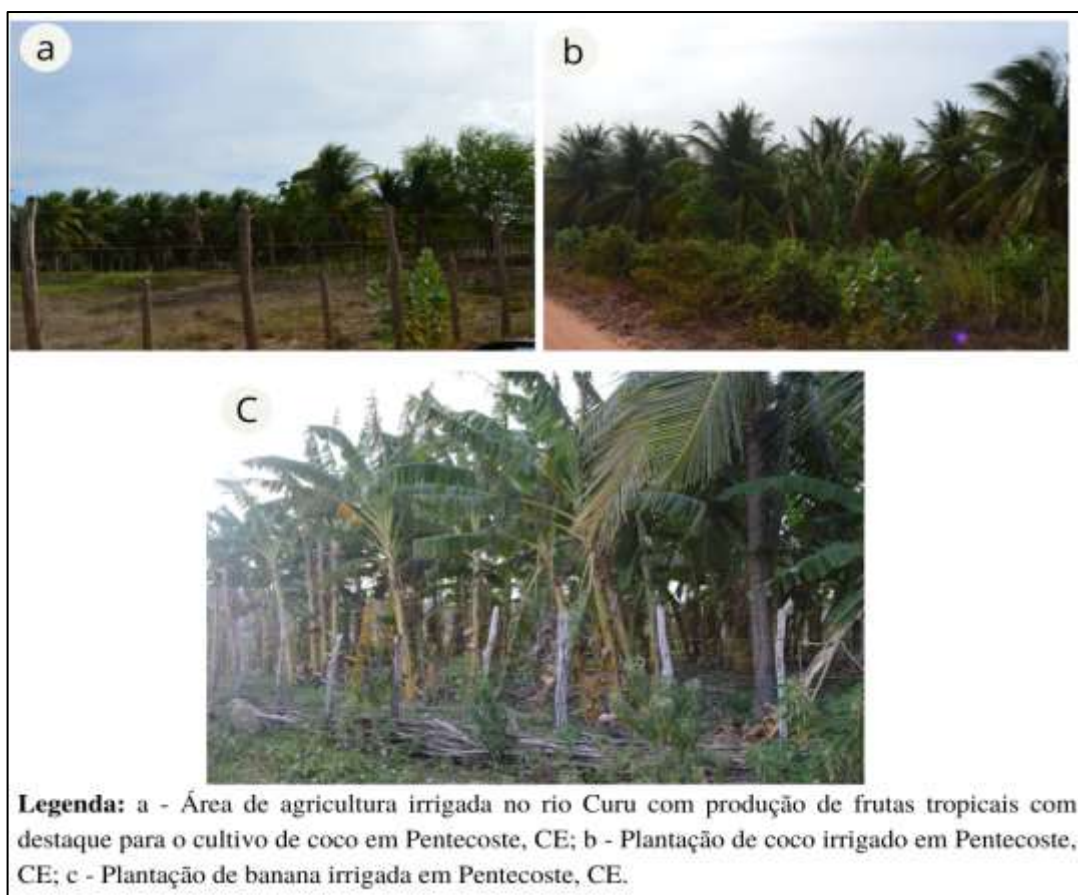 a
b
C
Legenda: a - Área de agricultura irrigada no rio Curu com produção de frutas tropicais com
destaque para o cultivo de coco em Pentecoste, CE; b - Plantação de coco irrigado em Pentecoste,
CE; c - Plantação de banana irrigada em Pentecoste, CE.